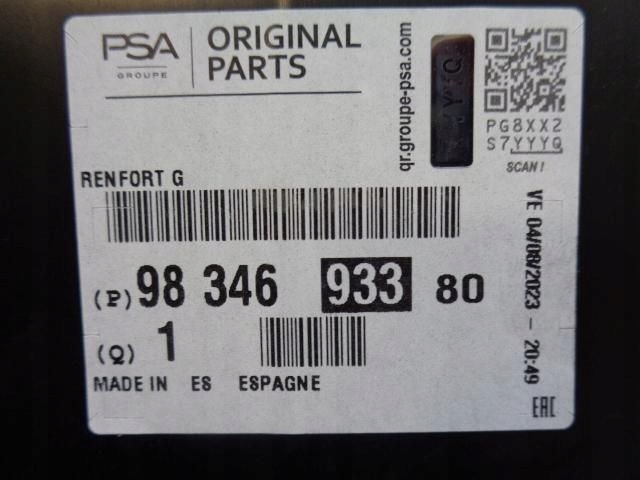 PSA
GROUPE
ORIGINAL
PARTS
qr.groupe-psa.com
YYQ
PG8XX2
S7YYYQ
SCAN!
RENFORT G
(P) 98 346 933 80
(Q) 1
MADE IN ES ESPAGNE
VE 04/08/2023 - 20:49
EAC